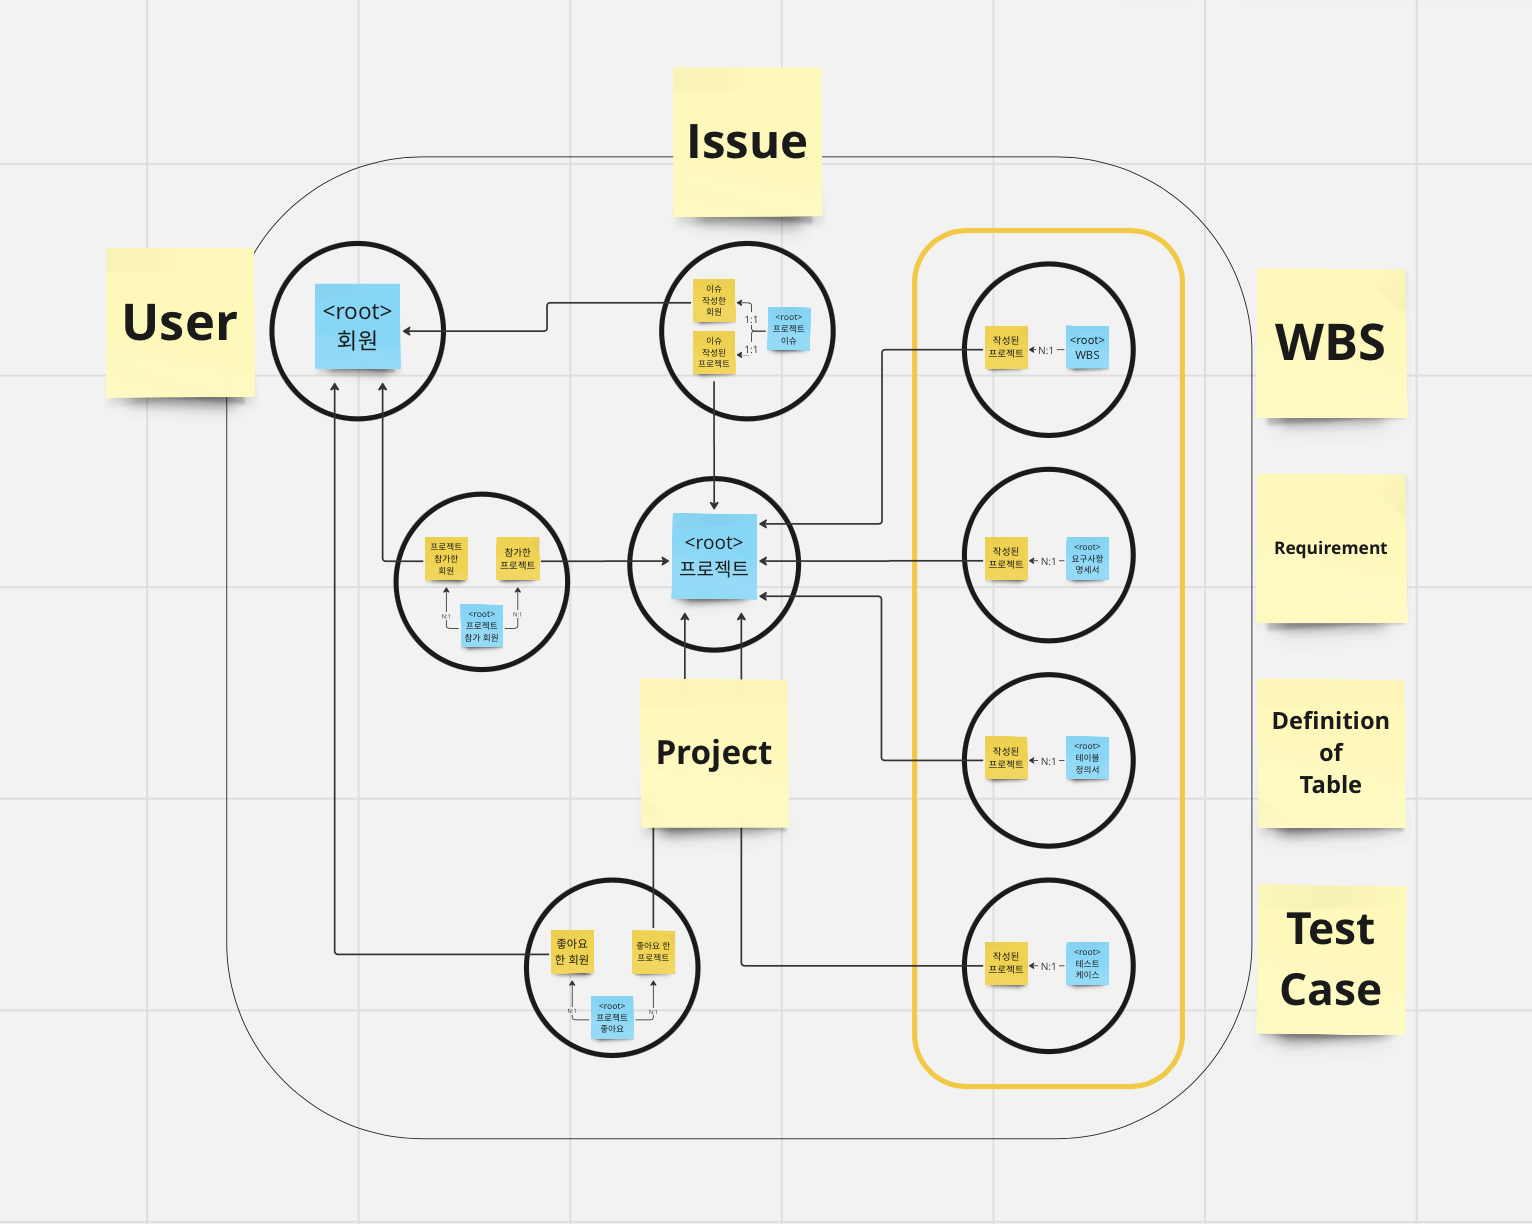 Issue
User
<root>
회원
이슈
작성한
회원
이슈
작성된
프로젝트
1:1
1:1
<root>
프로젝트
이슈
작성된
프로젝트
N:1
<root>
WBS
WBS
프로젝트
참가한
회원
참가한
프로젝트
N:1
N:1
<root>
프로젝트
참가 회원
<root>
프로젝트
작성된
프로젝트
N:1
<root>
요구사항
명세서
Requirement
Project
작성된
프로젝트
N:1
<root>
테이블
정의서
Definition
of
Table
좋아요
한 회원
좋아요 한
프로젝트
N:1
N:1
<root>
프로젝트
좋아요
작성된
프로젝트
N:1
<root>
테스트
케이스
Test
Case